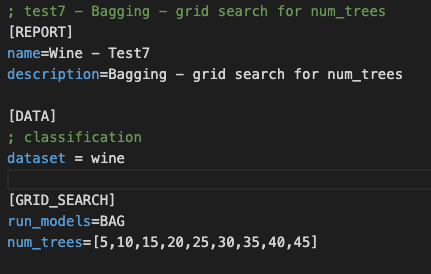 ; test7 - Bagging - grid search for num_trees
[REPORT]
name=Wine - Test7
description=Bagging - grid search for num_trees
[DATA]
; classification
dataset = wine
[GRID_SEARCH]
run_models=BAG
num_trees=[5,10,15,20,25,30,35,40,45]